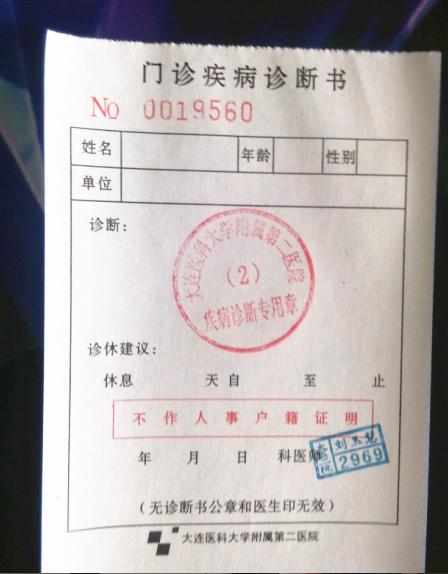 门诊疾病诊断书
No 0019560
姓名 年龄 性别
单位
诊断：
大连医科大学附属第二医院
（2）
疾病诊断专用章
诊休建议：
休息 天自 至 止
不作人事户籍证明
年 月 日 科医师
2969
（无诊断书公章和医生印无效）
大连医科大学附属第二医院